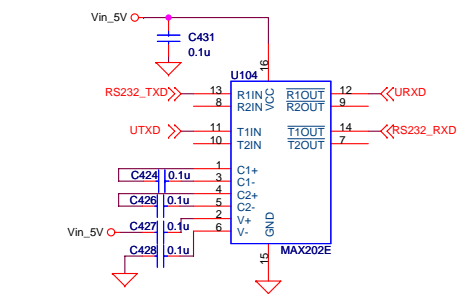 Vin_5V
C431
0.1u
U104
16
VCC
RS232_TXD
13
R1IN
R1OUT
12
URXD
8
R2IN
R2OUT
9
UTXD
11
T1IN
T1OUT
14
RS232_RXD
10
T2IN
T2OUT
7
C424
0.1u
1
C1+
3
C1-
C426
0.1u
4
C2+
5
C2-
Vin_5V
C427
0.1u
2
V+
C428
0.1u
6
V-
GND
15
MAX202E